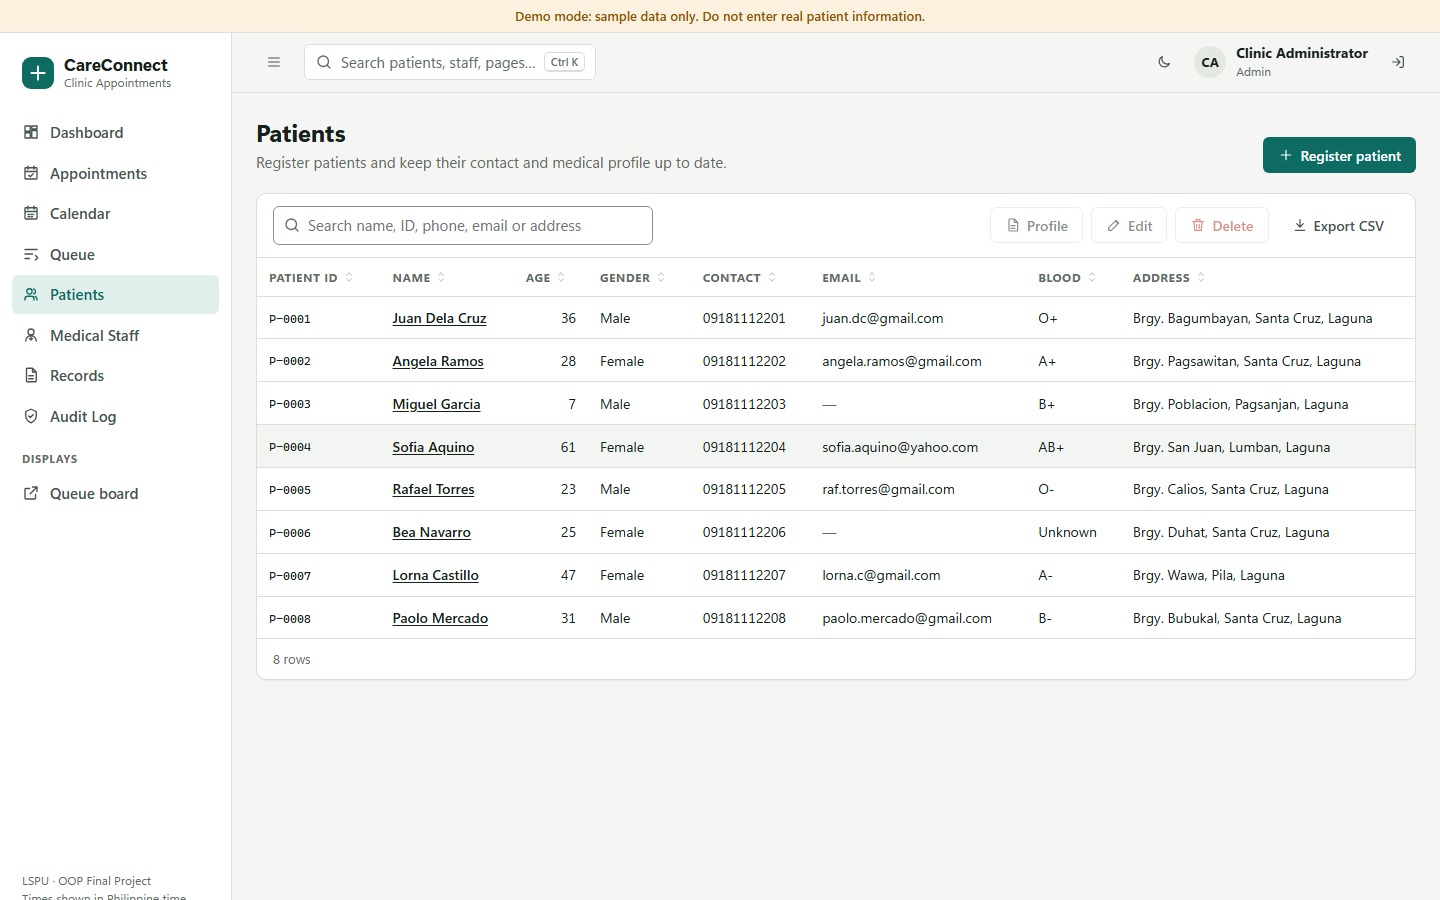 Demo mode: sample data only. Do not enter real patient information.
CareConnect
Clinic Appointments
Search patients, staff, pages... Ctrl K
CA
Clinic Administrator
Admin
Dashboard
Appointments
Calendar
Queue
Patients
Medical Staff
Records
Audit Log
DISPLAYS
Queue board
LSPU · OOP Final Project
Times shown in Philippine time
Patients
Register patients and keep their contact and medical profile up to date.
Register patient
Search name, ID, phone, email or address
Profile Edit Delete Export CSV
PATIENT ID NAME AGE GENDER CONTACT EMAIL BLOOD ADDRESS
P-0001 Juan Dela Cruz 36 Male 09181112201 juan.dc@gmail.com O+ Brgy. Bagumbayan, Santa Cruz, Laguna
P-0002 Angela Ramos 28 Female 09181112202 angela.ramos@gmail.com A+ Brgy. Pagsawitan, Santa Cruz, Laguna
P-0003 Miguel Garcia 7 Male 09181112203 — B+ Brgy. Poblacion, Pagsanjan, Laguna
P-0004 Sofia Aquino 61 Female 09181112204 sofia.aquino@yahoo.com AB+ Brgy. San Juan, Lumban, Laguna
P-0005 Rafael Torres 23 Male 09181112205 raf.torres@gmail.com O- Brgy. Calios, Santa Cruz, Laguna
P-0006 Bea Navarro 25 Female 09181112206 — Unknown Brgy. Duhat, Santa Cruz, Laguna
P-0007 Lorna Castillo 47 Female 09181112207 lorna.c@gmail.com A- Brgy. Wawa, Pila, Laguna
P-0008 Paolo Mercado 31 Male 09181112208 paolo.mercado@gmail.com B- Brgy. Bubukal, Santa Cruz, Laguna
8 rows